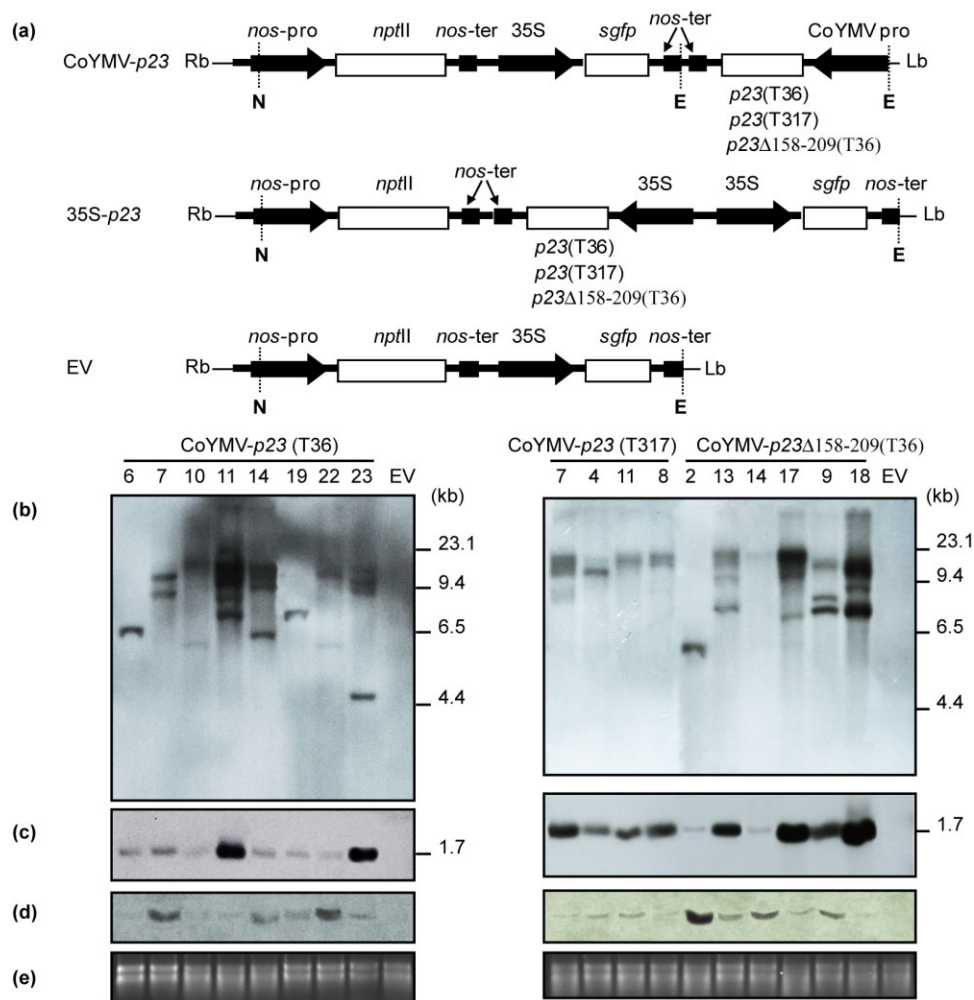 (a)
nos-pro nptII nos-ter 35S sgfp nos-ter CoYMV pro
CoYMV-p23 Rb Lb
N E E
p23(T36)
p23(T317)
p23Δ158-209(T36)
nos-pro nptII nos-ter 35S 35S sgfp nos-ter
35S-p23 Rb Lb
N E
p23(T36)
p23(T317)
p23Δ158-209(T36)
nos-pro nptII nos-ter 35S sgfp nos-ter
EV Rb Lb
N E
CoYMV-p23 (T36) CoYMV-p23 (T317) CoYMV-p23Δ158-209(T36)
6 7 10 11 14 19 22 23 EV 7 4 11 8 2 13 14 17 9 18 EV
(kb) (kb)
(b)
23.1 23.1
9.4 9.4
6.5 6.5
4.4 4.4
(c) 1.7 1.7
(d)
(e)